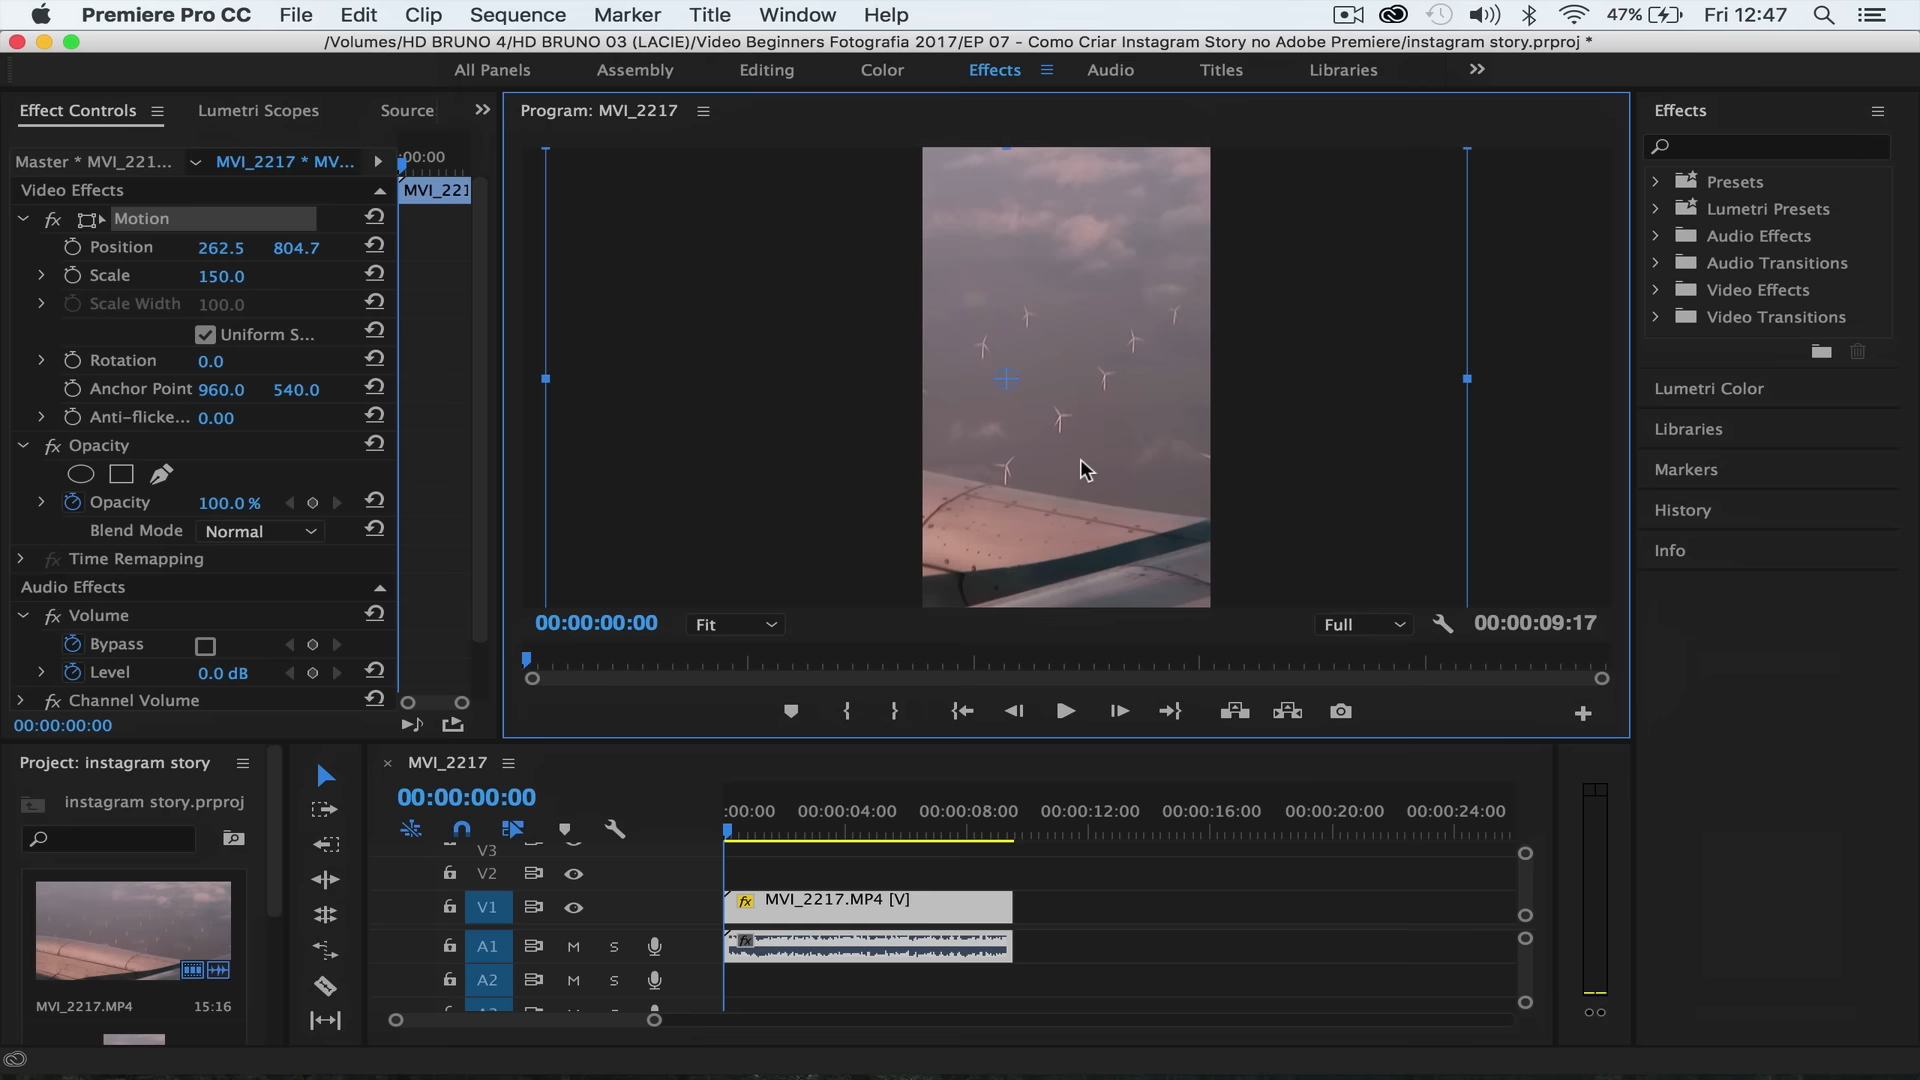 Premiere Pro CC File Edit Clip Sequence Marker Title Window Help 47% Fri 12:47
/Volumes/HD BRUNO 4/HD BRUNO 03 (LACIE)/Video Beginners Fotografia 2017/EP 07 - Como Criar Instagram Story no Adobe Premiere/instagram story.prproj *
All Panels Assembly Editing Color Effects Audio Titles Libraries
Effect Controls Lumetri Scopes Source
Program: MVI_2217
Effects
Master * MVI_221... MVI_2217 * MV...
:00:00
Video Effects
MVI_221
fx Motion
Position 262.5 804.7
Scale 150.0
Scale Width 100.0
Uniform S...
Rotation 0.0
Anchor Point 960.0 540.0
Anti-flicke... 0.00
fx Opacity
Opacity 100.0 %
Blend Mode Normal
fx Time Remapping
Audio Effects
fx Volume
Bypass
Level 0.0 dB
fx Channel Volume
00:00:00:00
00:00:00:00 Fit Full 00:00:09:17
Presets
Lumetri Presets
Audio Effects
Audio Transitions
Video Effects
Video Transitions
Lumetri Color
Libraries
Markers
History
Info
Project: instagram story
instagram story.prproj
MVI_2217.MP4 15:16
MVI_2217
00:00:00:00
:00:00 00:00:04:00 00:00:08:00 00:00:12:00 00:00:16:00 00:00:20:00 00:00:24:00
V3
V2
V1 fx MVI_2217.MP4 [V]
A1 M S fx
A2 M S